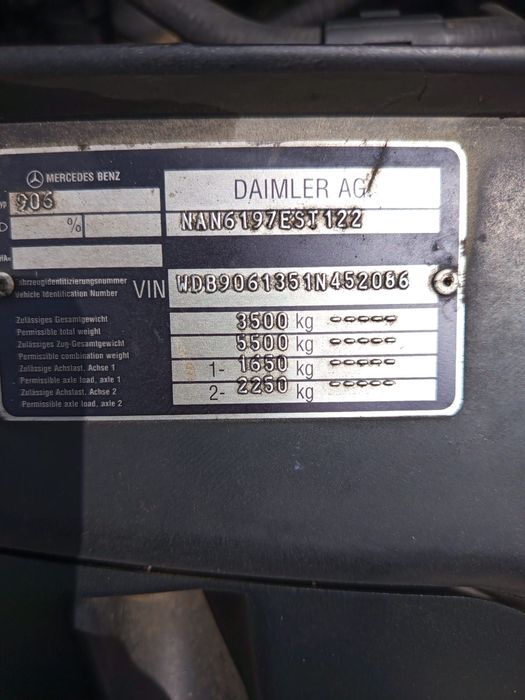 MERCEDES BENZ
DAIMLER AG
906
%
NAN6197ESI122
Fahrzeugidentifizierungsnummer
Vehicle Identification Number
VIN WDB9061351N452086
Zulässiges Gesamtgewicht
Permissible total weight
3500 kg -----
Zulässiges Zug-Gesamtgewicht
Permissible combination weight
5500 kg -----
Zulässige Achslast, Achse 1
Permissible axle load, axle 1
1- 1650 kg -----
Zulässige Achslast, Achse 2
Permissible axle load, axle 2
2- 2250 kg -----